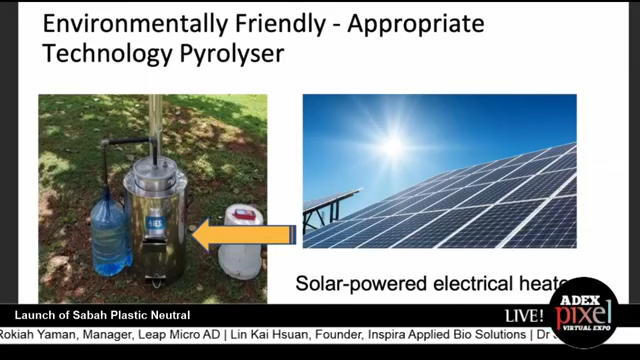 Environmentally Friendly - Appropriate
Technology Pyrolyser
Solar-powered electrical heate
Launch of Sabah Plastic Neutral
LIVE!
ADEX
pixel
VIRTUAL EXPO
Rokiah Yaman, Manager, Leap Micro AD | Lin Kai Hsuan, Founder, Inspira Applied Bio Solutions | Dr